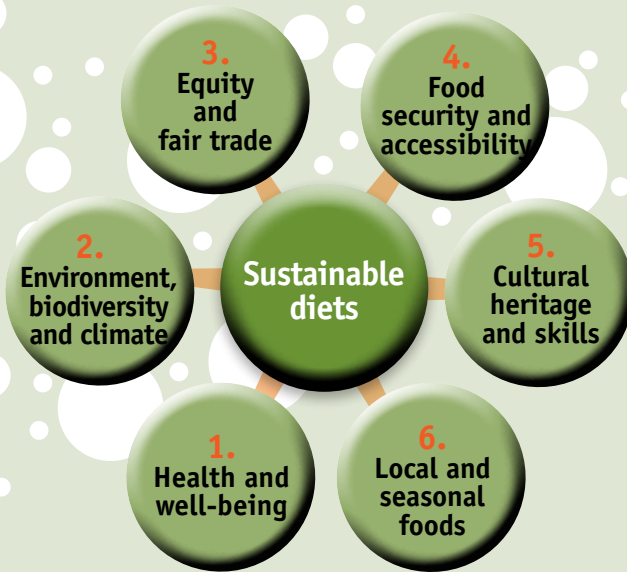 Sustainable
diets
1.
Health and
well-being
2.
Environment,
biodiversity
and climate
3.
Equity
and
fair trade
4.
Food
security and
accessibility
5.
Cultural
heritage
and skills
6.
Local and
seasonal
foods